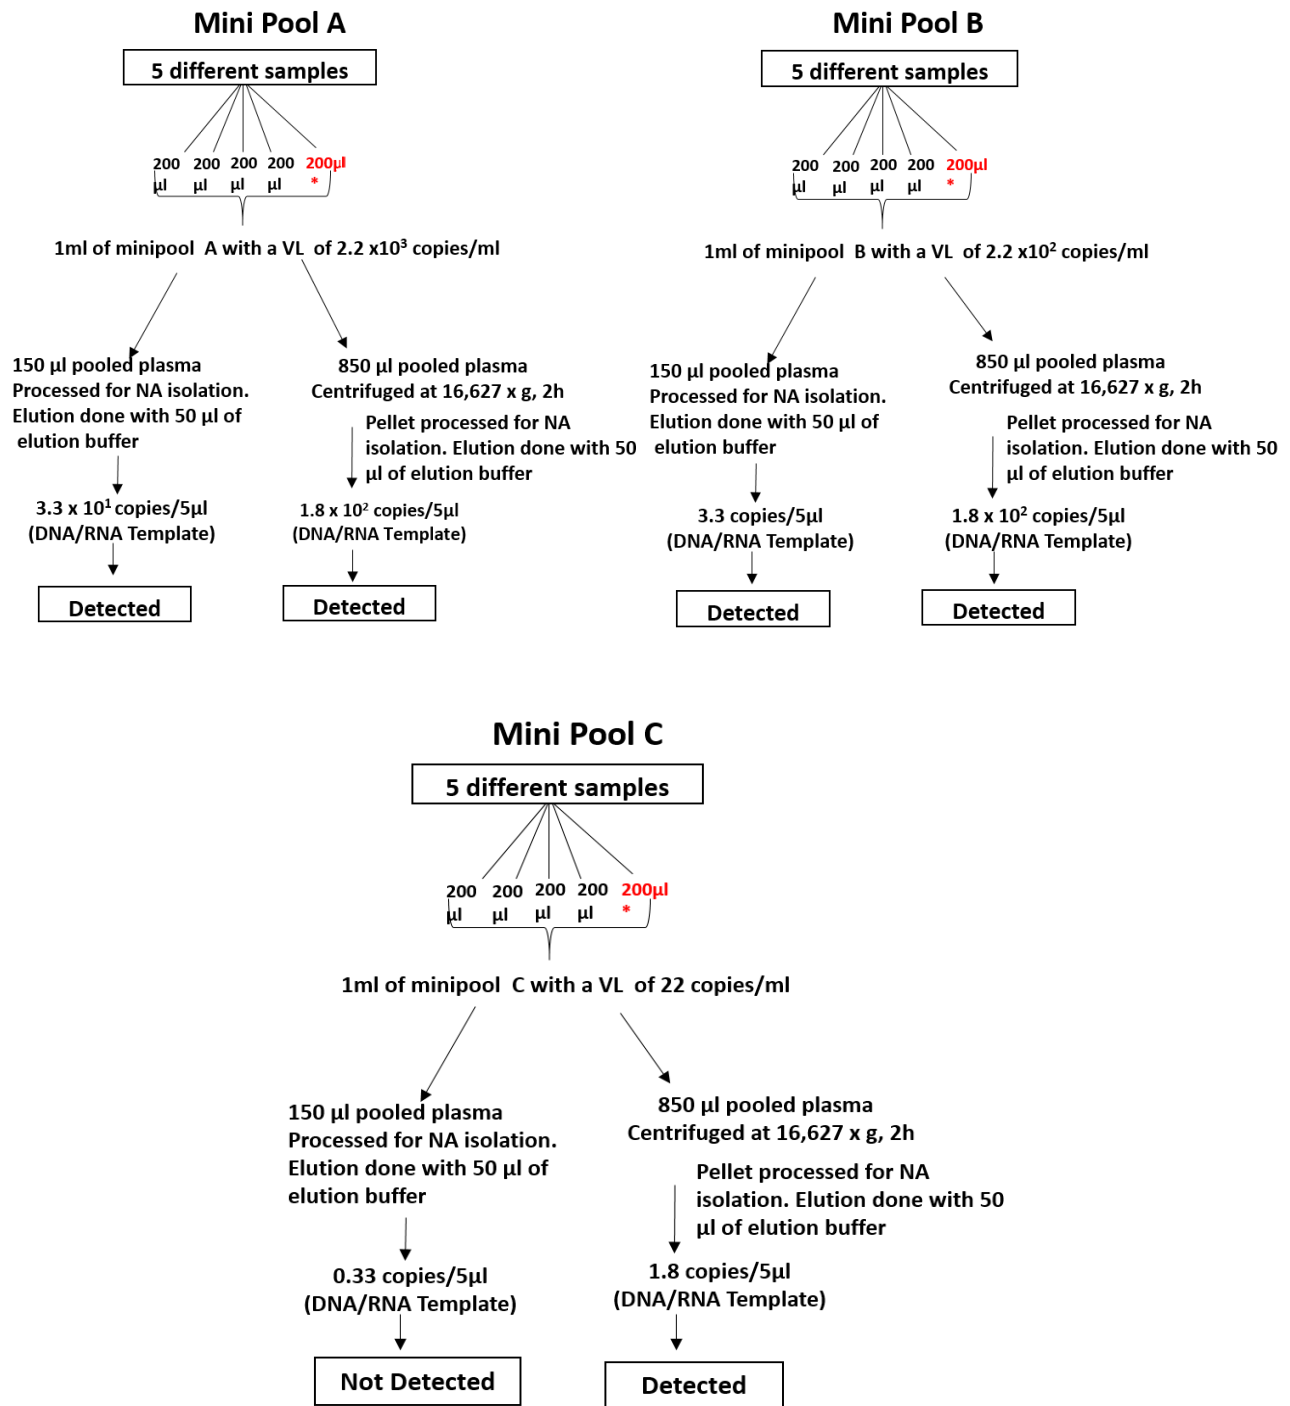 Mini Pool A
5 different samples
200 200 200 200 200µl
µl µl µl µl *
1ml of minipool A with a VL of 2.2 x10³ copies/ml
150 µl pooled plasma
Processed for NA isolation.
Elution done with 50 µl of
elution buffer
3.3 x 10¹ copies/5µl
(DNA/RNA Template)
Detected
850 µl pooled plasma
Centrifuged at 16,627 x g, 2h
Pellet processed for NA
isolation. Elution done with 50
µl of elution buffer
1.8 x 10² copies/5µl
(DNA/RNA Template)
Detected
Mini Pool B
5 different samples
200 200 200 200 200µl
µl µl µl µl *
1ml of minipool B with a VL of 2.2 x10² copies/ml
150 µl pooled plasma
Processed for NA isolation.
Elution done with 50 µl of
elution buffer
3.3 copies/5µl
(DNA/RNA Template)
Detected
850 µl pooled plasma
Centrifuged at 16,627 x g, 2h
Pellet processed for NA
isolation. Elution done with 50
µl of elution buffer
1.8 x 10² copies/5µl
(DNA/RNA Template)
Detected
Mini Pool C
5 different samples
200 200 200 200 200µl
µl µl µl µl *
1ml of minipool C with a VL of 22 copies/ml
150 µl pooled plasma
Processed for NA isolation.
Elution done with 50 µl of
elution buffer
0.33 copies/5µl
(DNA/RNA Template)
Not Detected
850 µl pooled plasma
Centrifuged at 16,627 x g, 2h
Pellet processed for NA
isolation. Elution done with 50
µl of elution buffer
1.8 copies/5µl
(DNA/RNA Template)
Detected